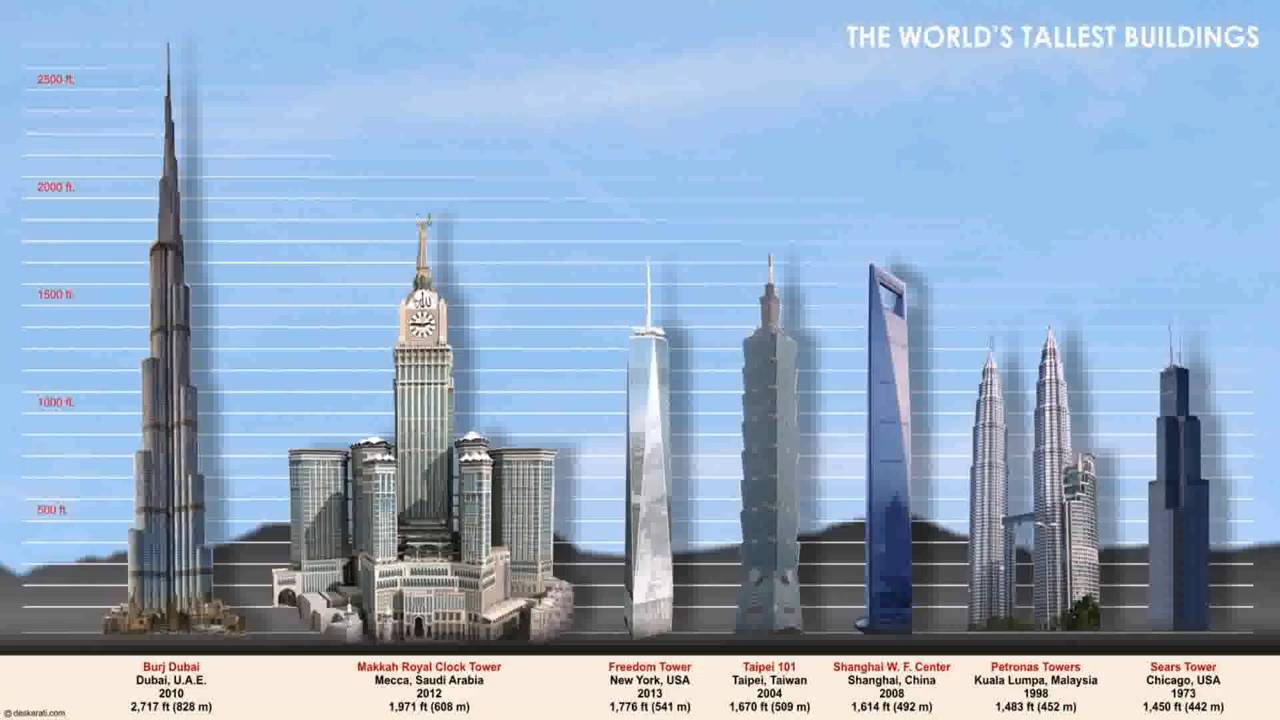 THE WORLD'S TALLEST BUILDINGS
2500 ft.
2000 ft.
1500 ft.
1000 ft.
500 ft.
Burj Dubai
Dubai, U.A.E.
2010
2,717 ft (828 m)
Makkah Royal Clock Tower
Mecca, Saudi Arabia
2012
1,971 ft (608 m)
Freedom Tower
New York, USA
2013
1,776 ft (541 m)
Taipei 101
Taipei, Taiwan
2004
1,670 ft (509 m)
Shanghai W. F. Center
Shanghai, China
2008
1,614 ft (492 m)
Petronas Towers
Kuala Lumpa, Malaysia
1998
1,483 ft (452 m)
Sears Tower
Chicago, USA
1973
1,450 ft (442 m)
© deskarati.com